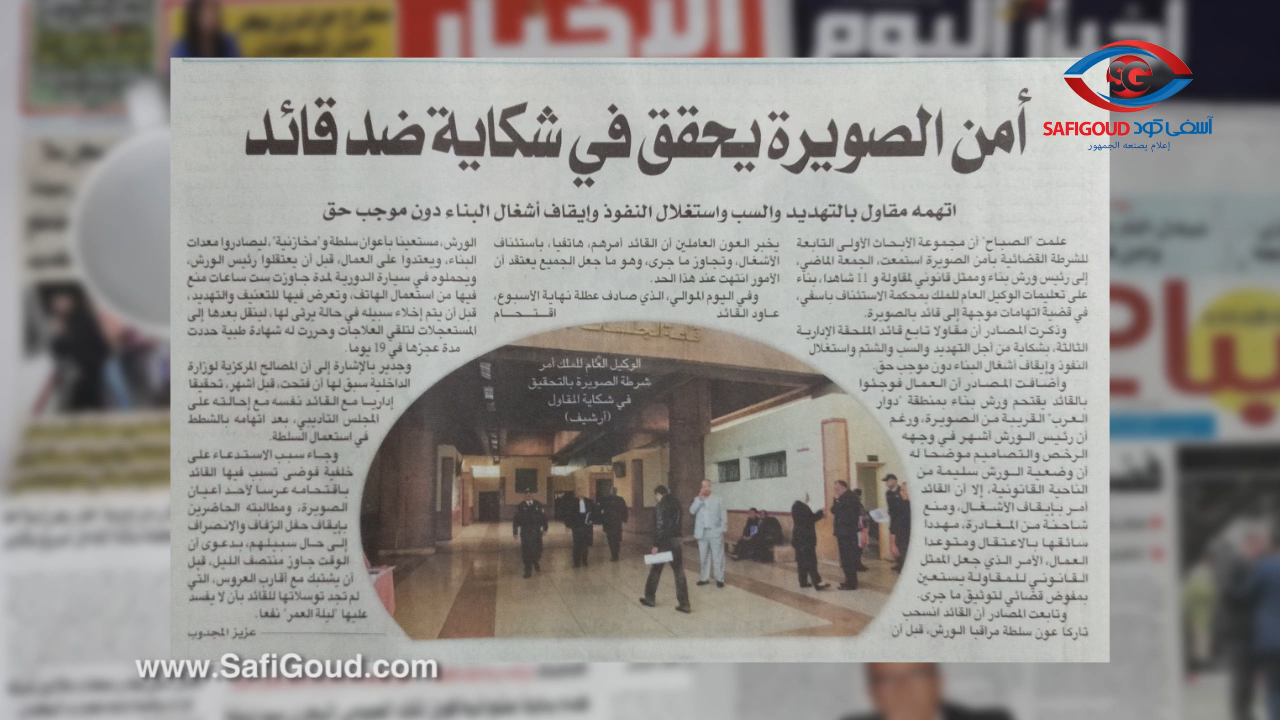 الأخبار
أخبار اليوم
SG
SAFIGOUD آسفي كود
إعلام يصنعه الجمهور
أمن الصويرة يحقق في شكاية ضد قائد
اتهمه مقاول بالتهديد والسب واستغلال النفوذ وإيقاف أشغال البناء دون موجب حق
علمت "الصباح" أن مجموعة الأبحاث الأولى التابعة
للشرطة القضائية بأمن الصويرة استمعت، الجمعة الماضي،
إلى رئيس ورش بناء وممثل قانوني لمقاولة و 11 شاهدا، بناء
على تعليمات الوكيل العام للملك بمحكمة الاستئناف بآسفي،
في قضية اتهامات موجهة إلى قائد بالصويرة.
وذكرت المصادر أن مقاولا تابع قائد الملحقة الإدارية
الثالثة، بشكاية من أجل التهديد والسب والشتم واستغلال
النفوذ وإيقاف أشغال البناء دون موجب حق.
وأضافت المصادر أن العمال فوجئوا
بالقائد يقتحم ورش بناء بمنطقة "دوار
العرب" القريبة من الصويرة، ورغم
أن رئيس الورش أشهر في وجهه
الرخص والتصاميم موضحا له
أن وضعية الورش سليمة من
الناحية القانونية، إلا أن القائد
أمر بإيقاف الأشغال، ومنع
شاحنة من المغادرة، مهددا
سائقها بالاعتقال ومتوعدا
العمال، الأمر الذي جعل الممثل
القانوني للمقاولة يستعين
بمفوض قضائي لتوثيق ما جرى.
وتابعت المصادر أن القائد انسحب
تاركا عون سلطة مراقبا الورش، قبل أن
يخبر العون العاملين أن القائد أمرهم، هاتفيا، باستئناف
الأشغال، وتجاوز ما جرى، وهو ما جعل الجميع يعتقد أن
الأمور انتهت عند هذا الحد.
وفي اليوم الموالي، الذي صادف عطلة نهاية الأسبوع،
عاود القائد اقتحام
الورش، مستعينا بأعوان سلطة و"مخازنية"، ليصادروا معدات
البناء، ويعتدوا على العمال، قبل أن يعتقلوا رئيس الورش،
ويحملوه في سيارة الدورية لمدة جاوزت ست ساعات منع
فيها من استعمال الهاتف، وتعرض فيها للتعنيف والتهديد،
قبل أن يتم إخلاء سبيله في حالة يرثى لها، لينقل بعدها إلى
المستعجلات لتلقي العلاجات وحررت له شهادة طبية حددت
مدة عجزها في 19 يوما.
وجدير بالإشارة إلى أن المصالح المركزية لوزارة
الداخلية سبق لها أن فتحت، قبل أشهر، تحقيقا
إداريا مع القائد نفسه مع إحالته على
المجلس التأديبي، بعد اتهامه بالشطط
في استعمال السلطة.
وجاء سبب الاستدعاء على
خلفية فوضى تسبب فيها القائد
باقتحامه عرسا لأحد أعيان
الصويرة، ومطالبته الحاضرين
بإيقاف حفل الزفاف والانصراف
إلى حال سبيلهم، بدعوى أن
الوقت جاوز منتصف الليل، قبل
أن يشتبك مع أقارب العروس، التي
لم تجد توسلاتها للقائد بأن لا يفسد
عليها "ليلة العمر" نفعا.
عزيز المجدوب
قاعة الجلسات
الوكيل العام للملك أمر
شرطة الصويرة بالتحقيق
في شكاية المقاول
(أرشيف)
www.SafiGoud.com